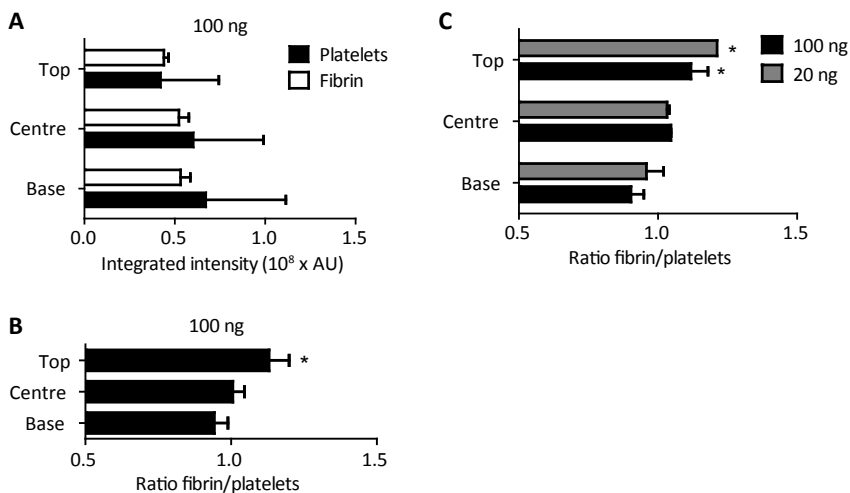 A
100 ng
Platelets
Fibrin
Top
Centre
Base
0.0 0.5 1.0 1.5
Integrated intensity (10⁸ x AU)
B
100 ng
Top *
Centre
Base
0.5 1.0 1.5
Ratio fibrin/platelets
C
100 ng
20 ng
Top * *
Centre
Base
0.5 1.0 1.5
Ratio fibrin/platelets